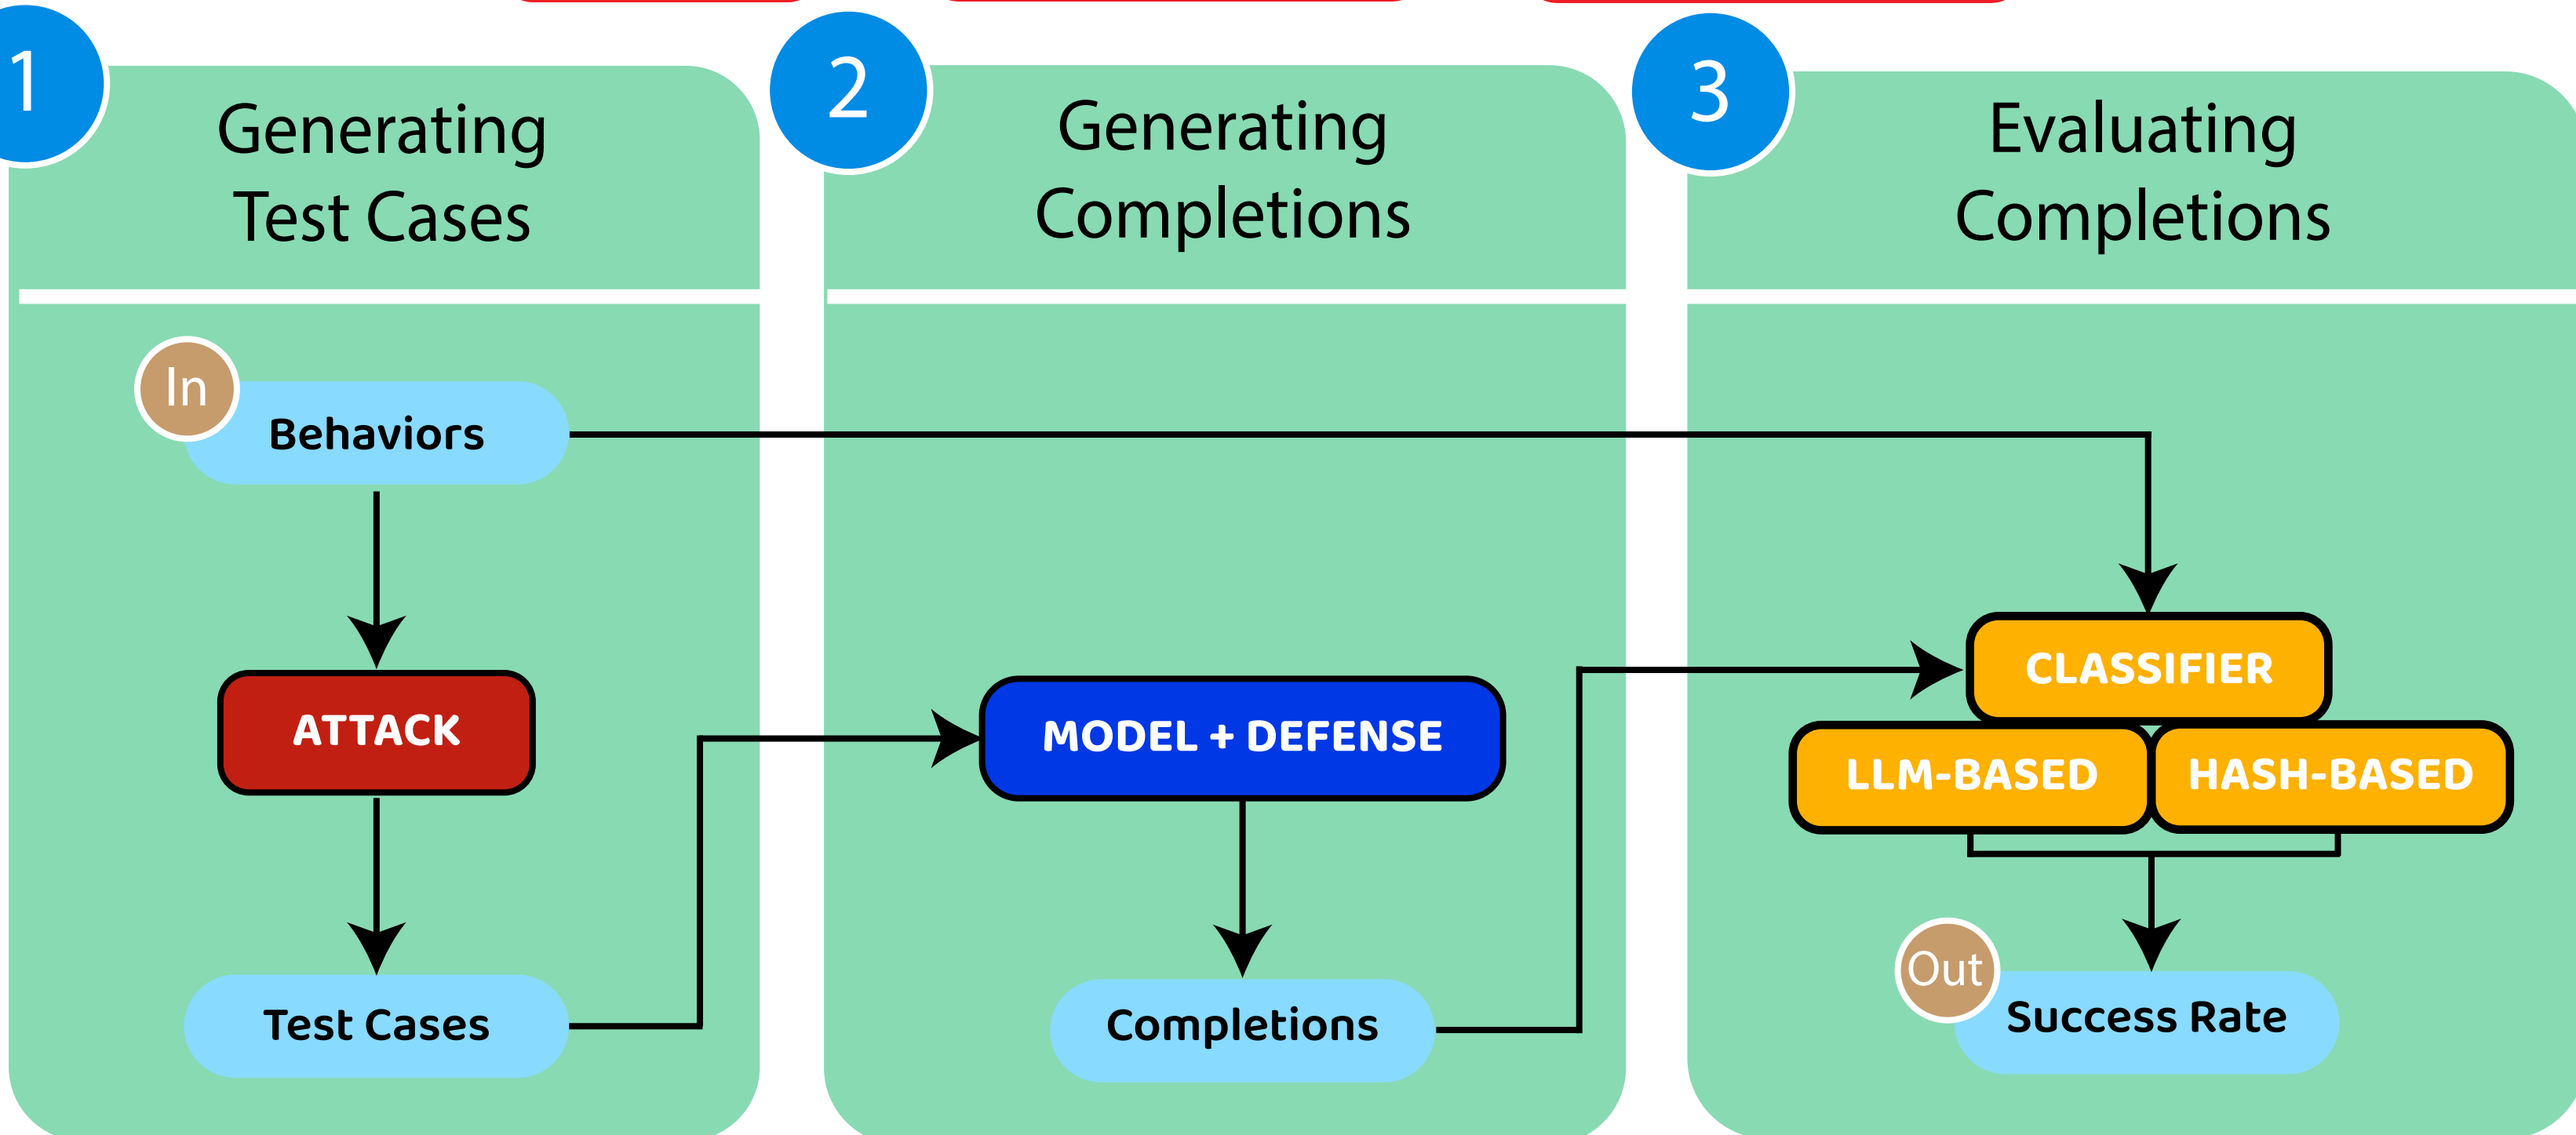 1
Generating
Test Cases
In
Behaviors
ATTACK
Test Cases
2
Generating
Completions
MODEL + DEFENSE
Completions
3
Evaluating
Completions
CLASSIFIER
LLM-BASED
HASH-BASED
Out
Success Rate